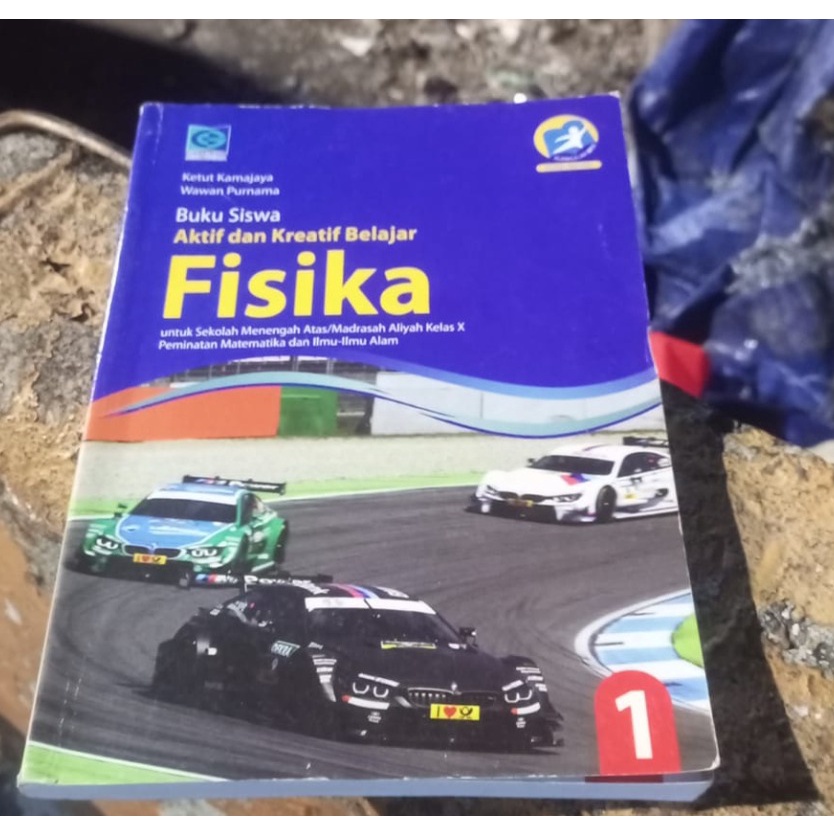 Ketut Kamajaya
Wawan Purnama
Buku Siswa
Aktif dan Kreatif Belajar
Fisika
untuk Sekolah Menengah Atas/Madrasah Aliyah Kelas X
Peminatan Matematika dan Ilmu-Ilmu Alam
I ❤
1